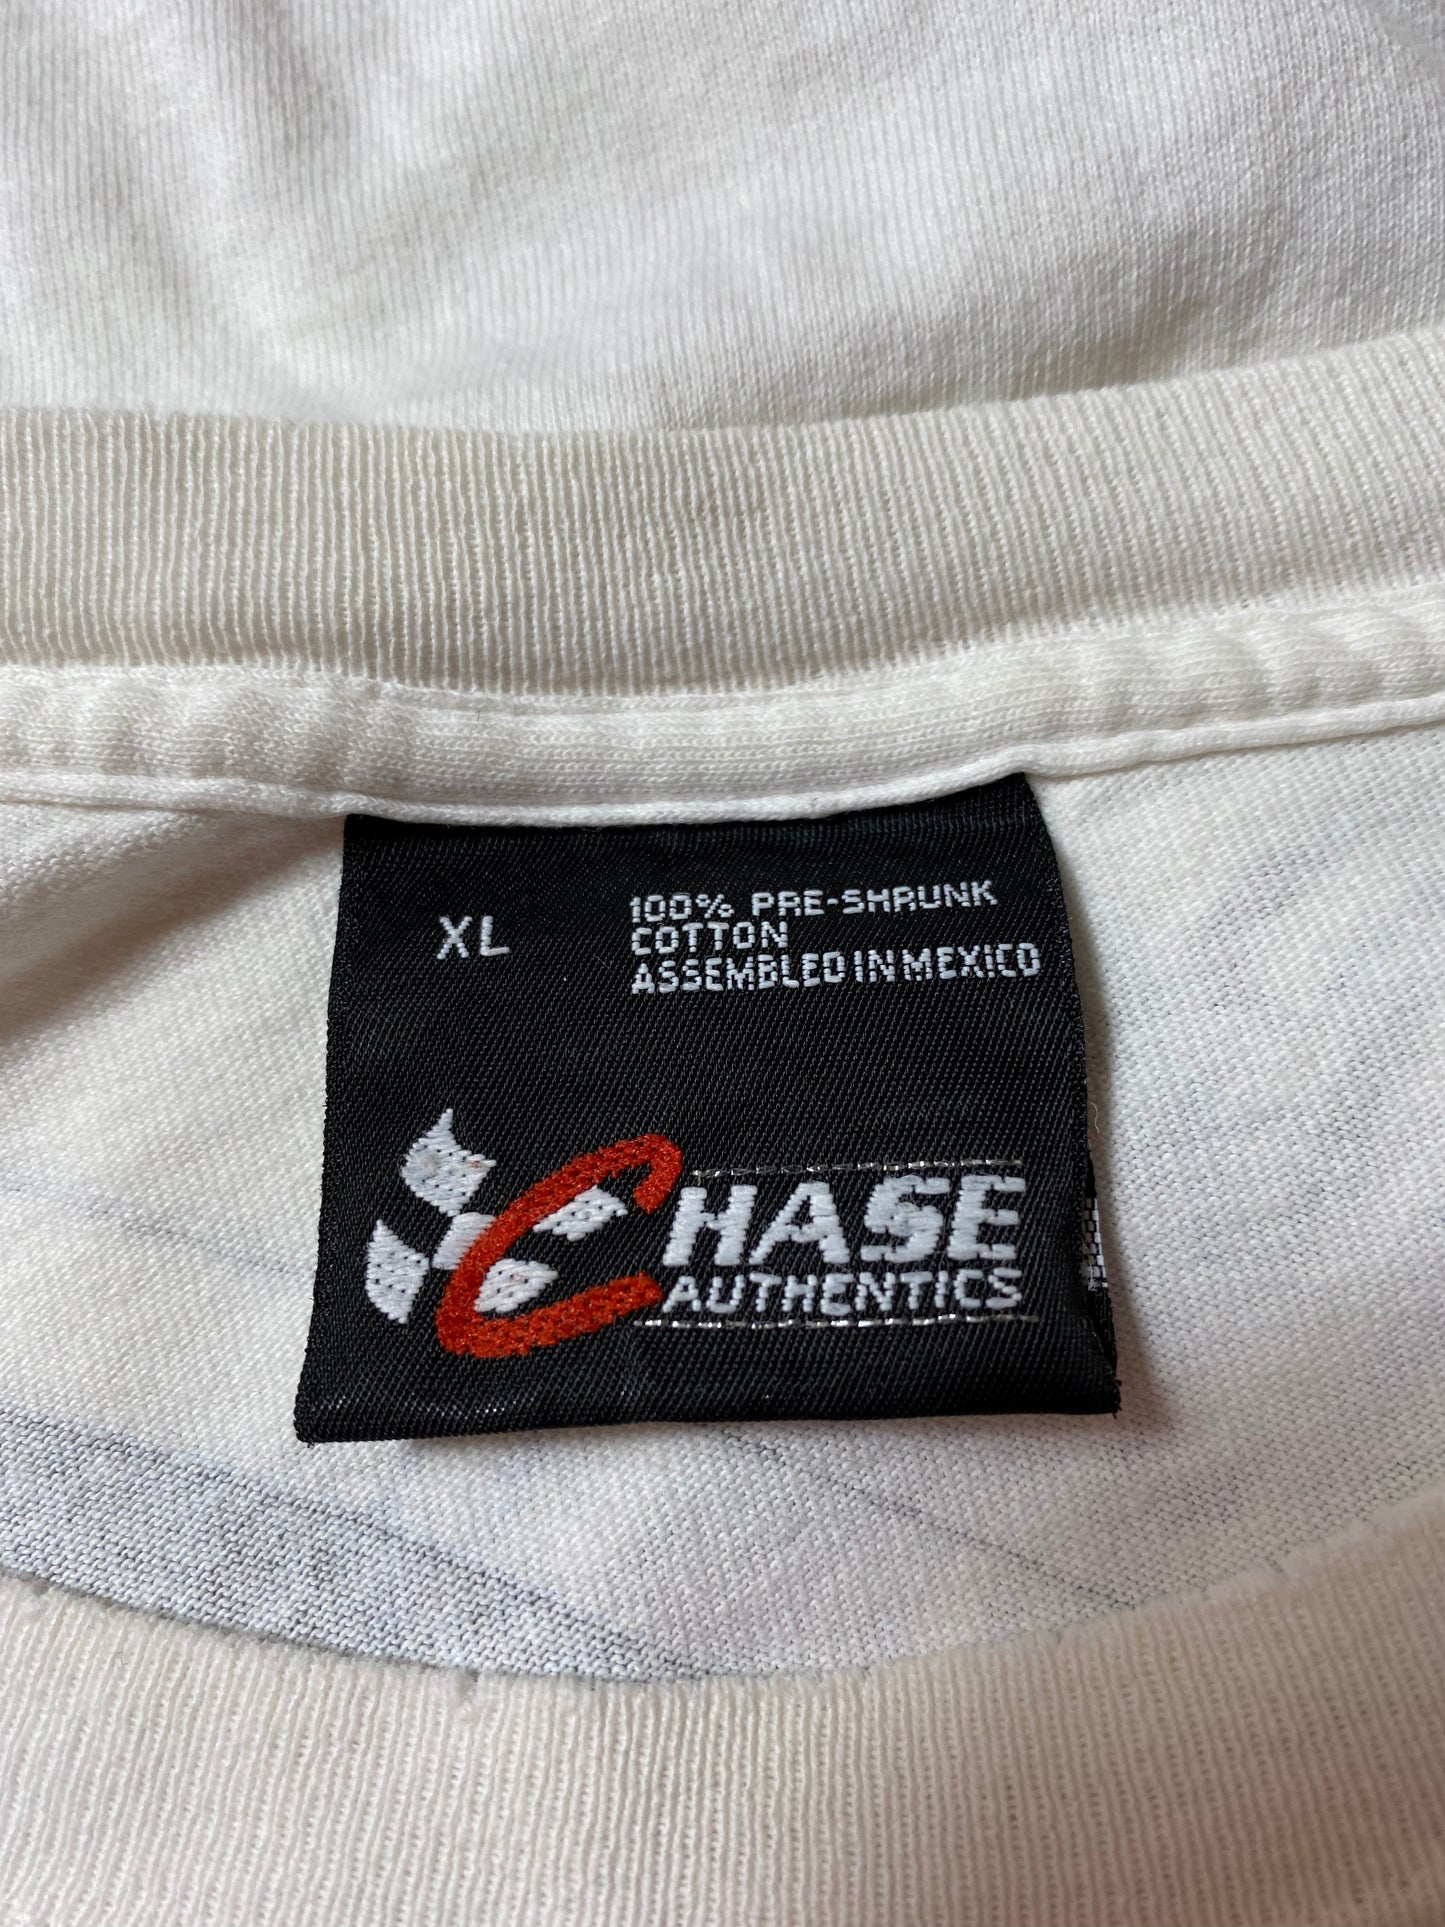 XL
100% PRE-SHRUNK
COTTON
ASSEMBLED IN MEXICO
CHASE
AUTHENTICS